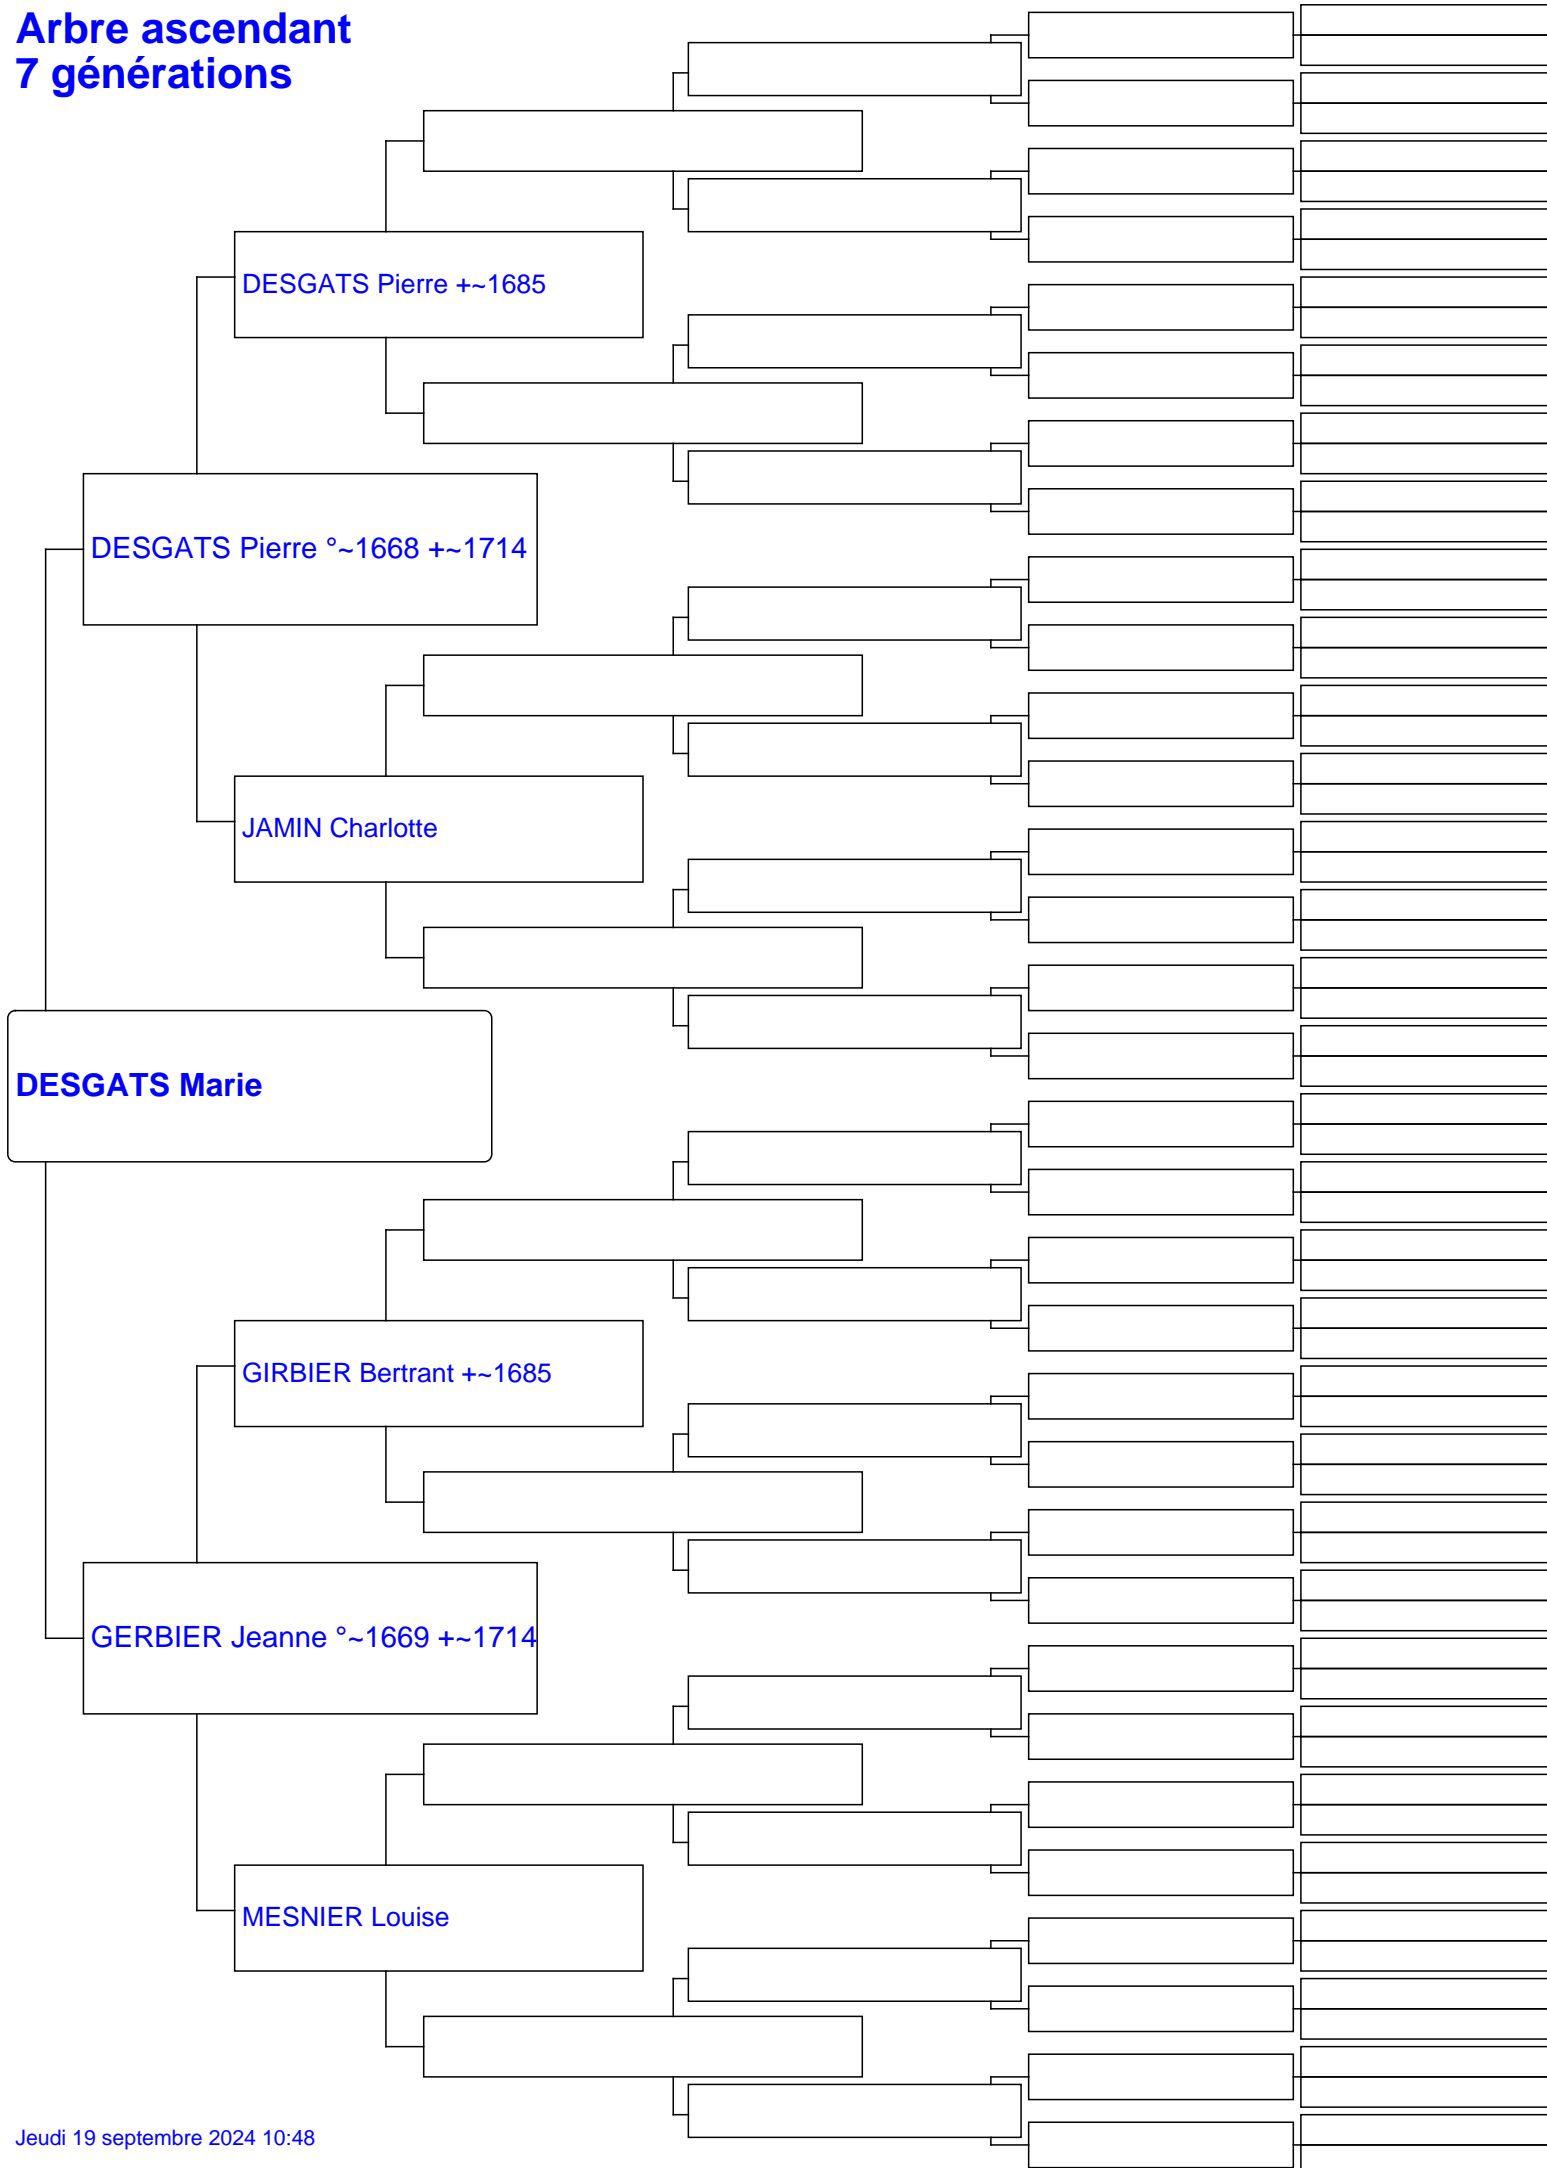 Arbre ascendant
7 générations
DESGATS Pierre +~1685
DESGATS Pierre °~1668 +~1714
JAMIN Charlotte
DESGATS Marie
GIRBIER Bertrant +~1685
GERBIER Jeanne °~1669 +~1714
MESNIER Louise
Jeudi 19 septembre 2024 10:48